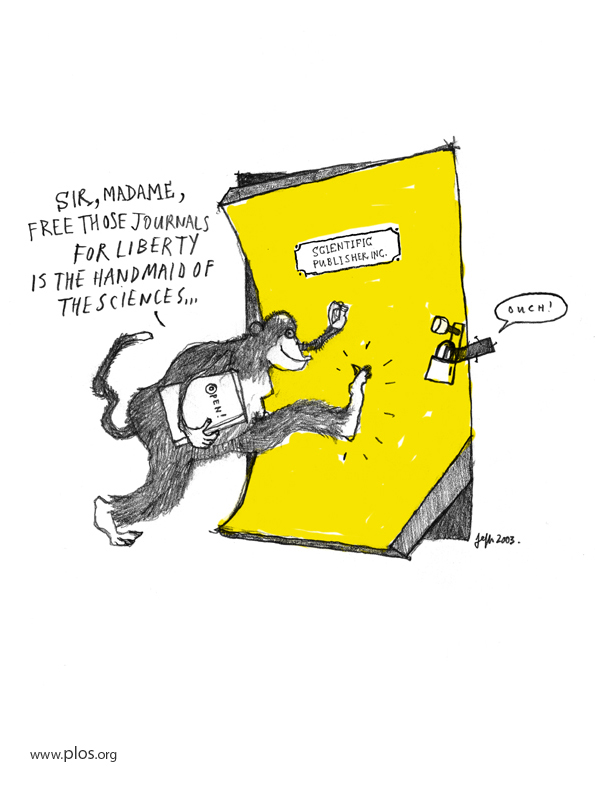 SIR, MADAME,
FREE THOSE JOURNALS
FOR LIBERTY
IS THE HANDMAID OF
THE SCIENCES...
SCIENTIFIC
PUBLISHER INC.
OUCH!
OPEN!
2003.
www.plos.org